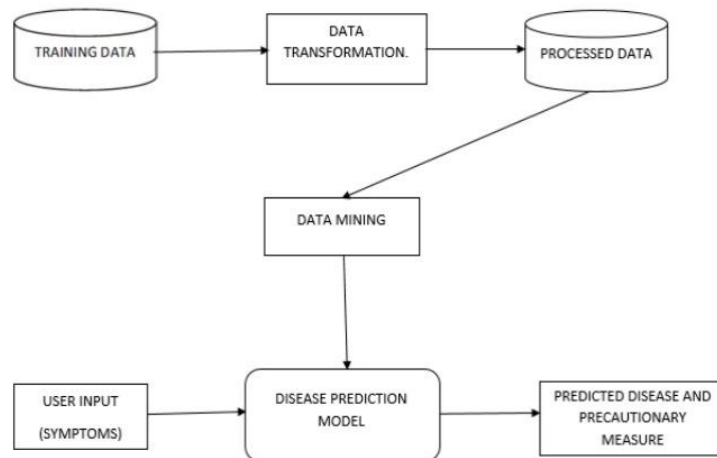 TRAINING DATA
DATA
TRANSFORMATION.
PROCESSED DATA
DATA MINING
USER INPUT
(SYMPTOMS)
DISEASE PREDICTION
MODEL
PREDICTED DISEASE AND
PRECAUTIONARY
MEASURE